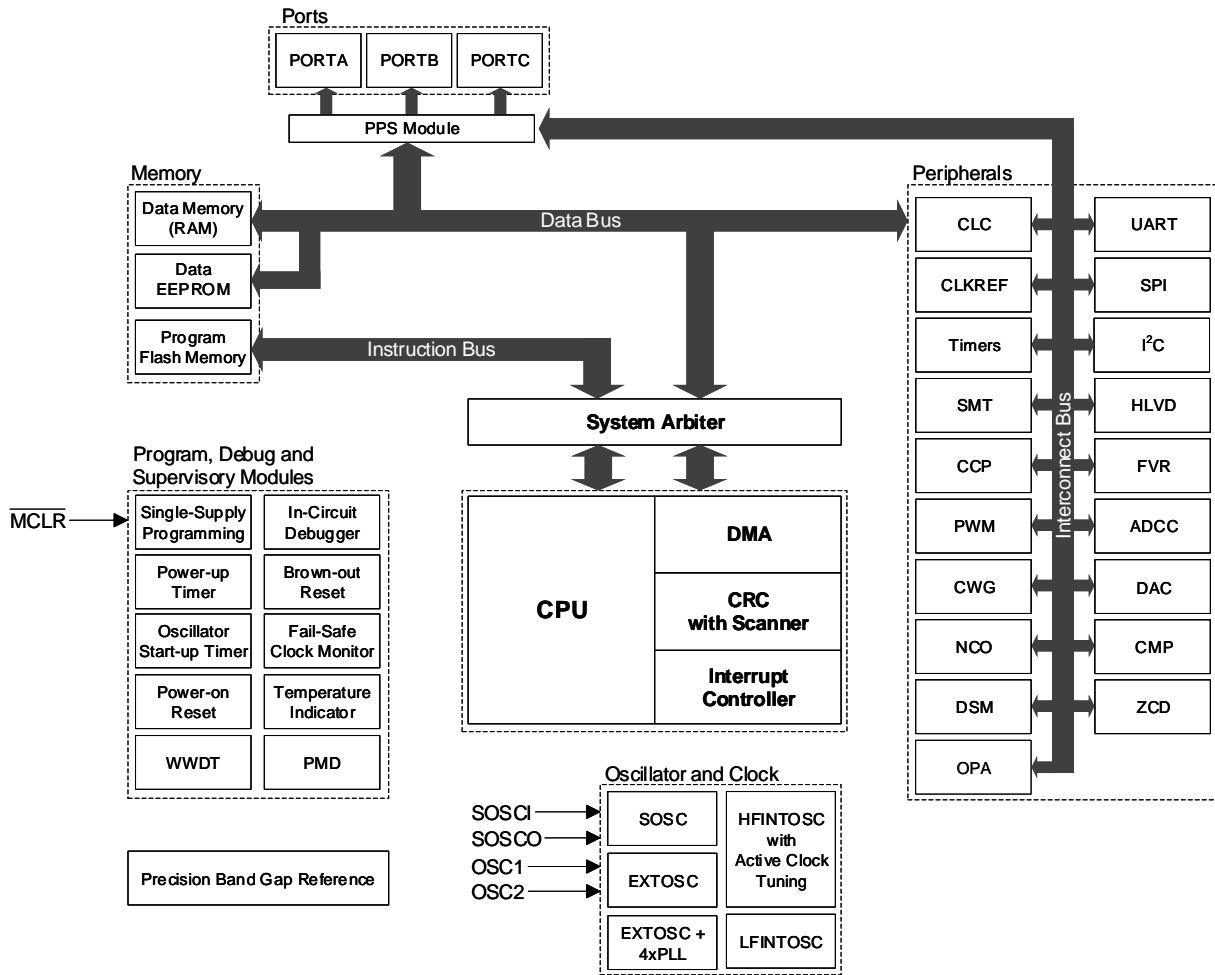 Ports
PORTA
PORTB
PORTC
PPS Module
Memory
Data Memory
(RAM)
Data
EEPROM
Program
Flash Memory
Data Bus
Instruction Bus
System Arbiter
CPU
DMA
CRC
with Scanner
Interrupt
Controller
Peripherals
CLC
UART
CLKREF
SPI
Timers
I²C
SMT
HLVD
CCP
FVR
PWM
ADCC
CWG
DAC
NCO
CMP
DSM
ZCD
OPA
Interconnect Bus
Program, Debug and
Supervisory Modules
MCLR
Single-Supply
Programming
In-Circuit
Debugger
Power-up
Timer
Brown-out
Reset
Oscillator
Start-up Timer
Fail-Safe
Clock Monitor
Power-on
Reset
Temperature
Indicator
WWDT
PMD
Precision Band Gap Reference
Oscillator and Clock
SOSCI
SOSCO
OSC1
OSC2
SOSC
HFINTOSC
with
Active Clock
Tuning
EXTOSC
EXTOSC +
4xPLL
LFINTOSC